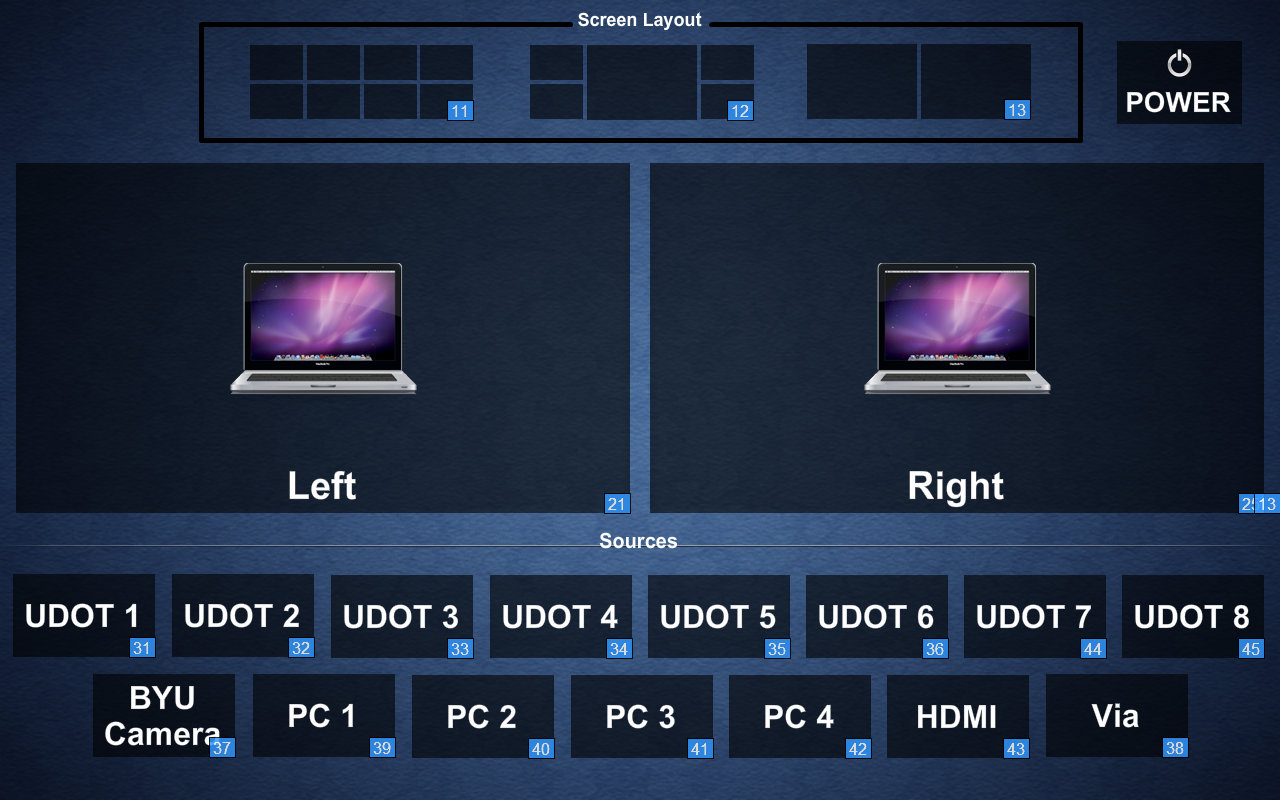 Screen Layout
11
12
13
POWER
Left
Right
21
13
Sources
UDOT 1
UDOT 2
UDOT 3
UDOT 4
UDOT 5
UDOT 6
UDOT 7
UDOT 8
31
32
33
34
35
36
44
45
BYU
Camera
PC 1
PC 2
PC 3
PC 4
HDMI
Via
37
39
40
41
42
43
38